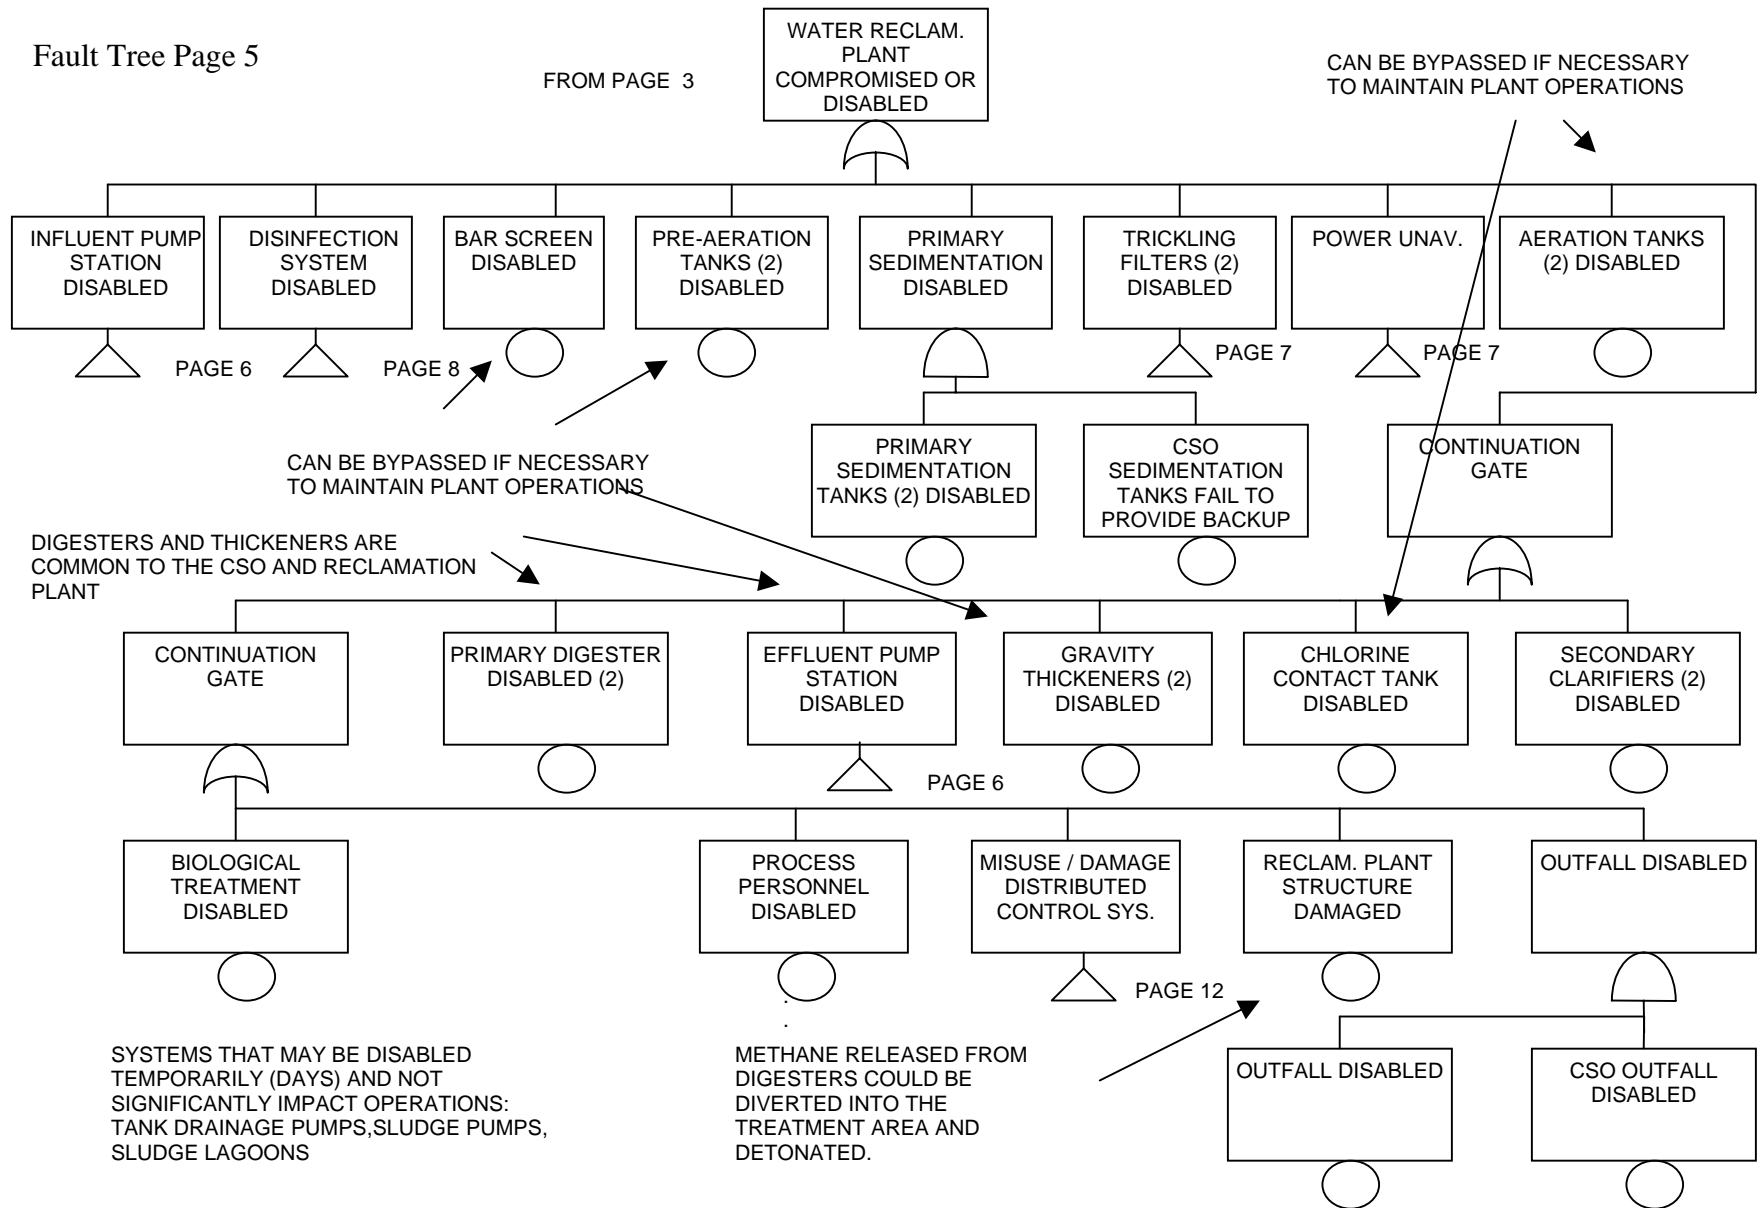 Fault Tree Page 5
FROM PAGE 3
WATER RECLAM.
PLANT
COMPROMISED OR
DISABLED
CAN BE BYPASSED IF NECESSARY
TO MAINTAIN PLANT OPERATIONS
INFLUENT PUMP
STATION
DISABLED
DISINFECTION
SYSTEM
DISABLED
BAR SCREEN
DISABLED
PRE-AERATION
TANKS (2)
DISABLED
PRIMARY
SEDIMENTATION
DISABLED
TRICKLING
FILTERS (2)
DISABLED
POWER UNAV.
AERATION TANKS
(2) DISABLED
PAGE 6
PAGE 8
PAGE 7
PAGE 7
CAN BE BYPASSED IF NECESSARY
TO MAINTAIN PLANT OPERATIONS
PRIMARY
SEDIMENTATION
TANKS (2) DISABLED
CSO
SEDIMENTATION
TANKS FAIL TO
PROVIDE BACKUP
CONTINUATION
GATE
DIGESTERS AND THICKENERS ARE
COMMON TO THE CSO AND RECLAMATION
PLANT
CONTINUATION
GATE
PRIMARY DIGESTER
DISABLED (2)
EFFLUENT PUMP
STATION
DISABLED
GRAVITY
THICKENERS (2)
DISABLED
CHLORINE
CONTACT TANK
DISABLED
SECONDARY
CLARIFIERS (2)
DISABLED
PAGE 6
BIOLOGICAL
TREATMENT
DISABLED
PROCESS
PERSONNEL
DISABLED
MISUSE / DAMAGE
DISTRIBUTED
CONTROL SYS.
RECLAM. PLANT
STRUCTURE
DAMAGED
OUTFALL DISABLED
PAGE 12
.
.
SYSTEMS THAT MAY BE DISABLED
TEMPORARILY (DAYS) AND NOT
SIGNIFICANTLY IMPACT OPERATIONS:
TANK DRAINAGE PUMPS,SLUDGE PUMPS,
SLUDGE LAGOONS
METHANE RELEASED FROM
DIGESTERS COULD BE
DIVERTED INTO THE
TREATMENT AREA AND
DETONATED.
OUTFALL DISABLED
CSO OUTFALL
DISABLED